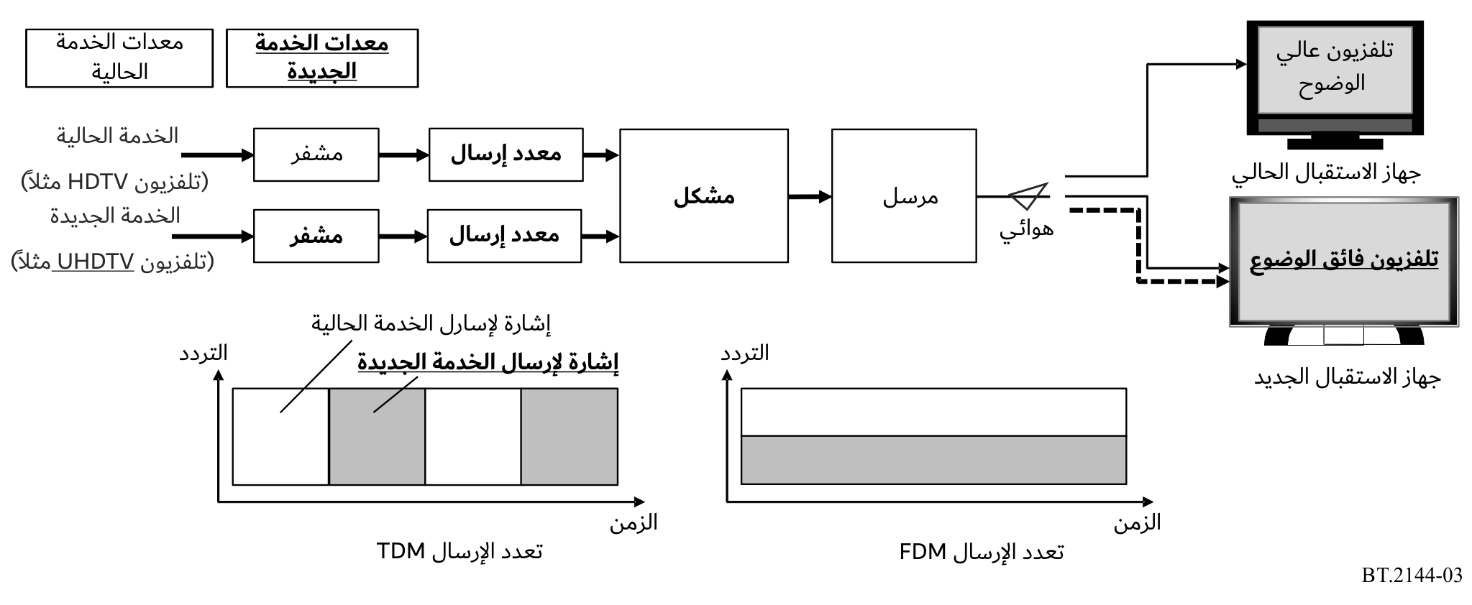 معدات الخدمة
الحالية
معدات الخدمة
الجديدة
الخدمة الحالية
(تلفزيون HDTV مثلاً)
مشفر
معدد إرسال
الخدمة الجديدة
(تلفزيون UHDTV مثلاً)
مشفر
معدد إرسال
مشكل
مرسل
هوائي
تلفزيون عالي
الوضوح
جهاز الاستقبال الحالي
تلفزيون فائق الوضوع
جهاز الاستقبال الجديد
إشارة لإسارل الخدمة الحالية
إشارة لإرسال الخدمة الجديدة
التردد
الزمن
تعدد الإرسال TDM
التردد
الزمن
تعدد الإرسال FDM
BT.2144-03